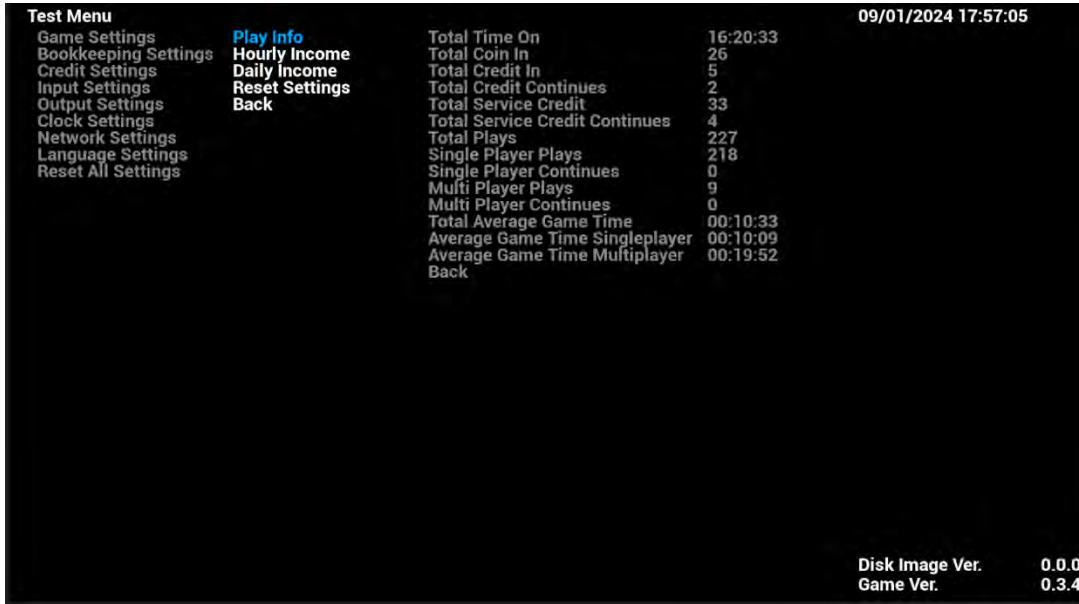 Test Menu 09/01/2024 17:57:05
Game Settings Play Info Total Time On 16:20:33
Bookkeeping Settings Hourly Income Total Coin In 26
Credit Settings Daily Income Total Credit In 5
Input Settings Reset Settings Total Credit Continues 2
Output Settings Back Total Service Credit 33
Clock Settings Total Service Credit Continues 4
Network Settings Total Plays 227
Language Settings Single Player Plays 218
Reset All Settings Single Player Continues 0
Multi Player Plays 9
Multi Player Continues 0
Total Average Game Time 00:10:33
Average Game Time Singleplayer 00:10:09
Average Game Time Multiplayer 00:19:52
Back
Disk Image Ver. 0.0.0
Game Ver. 0.3.4